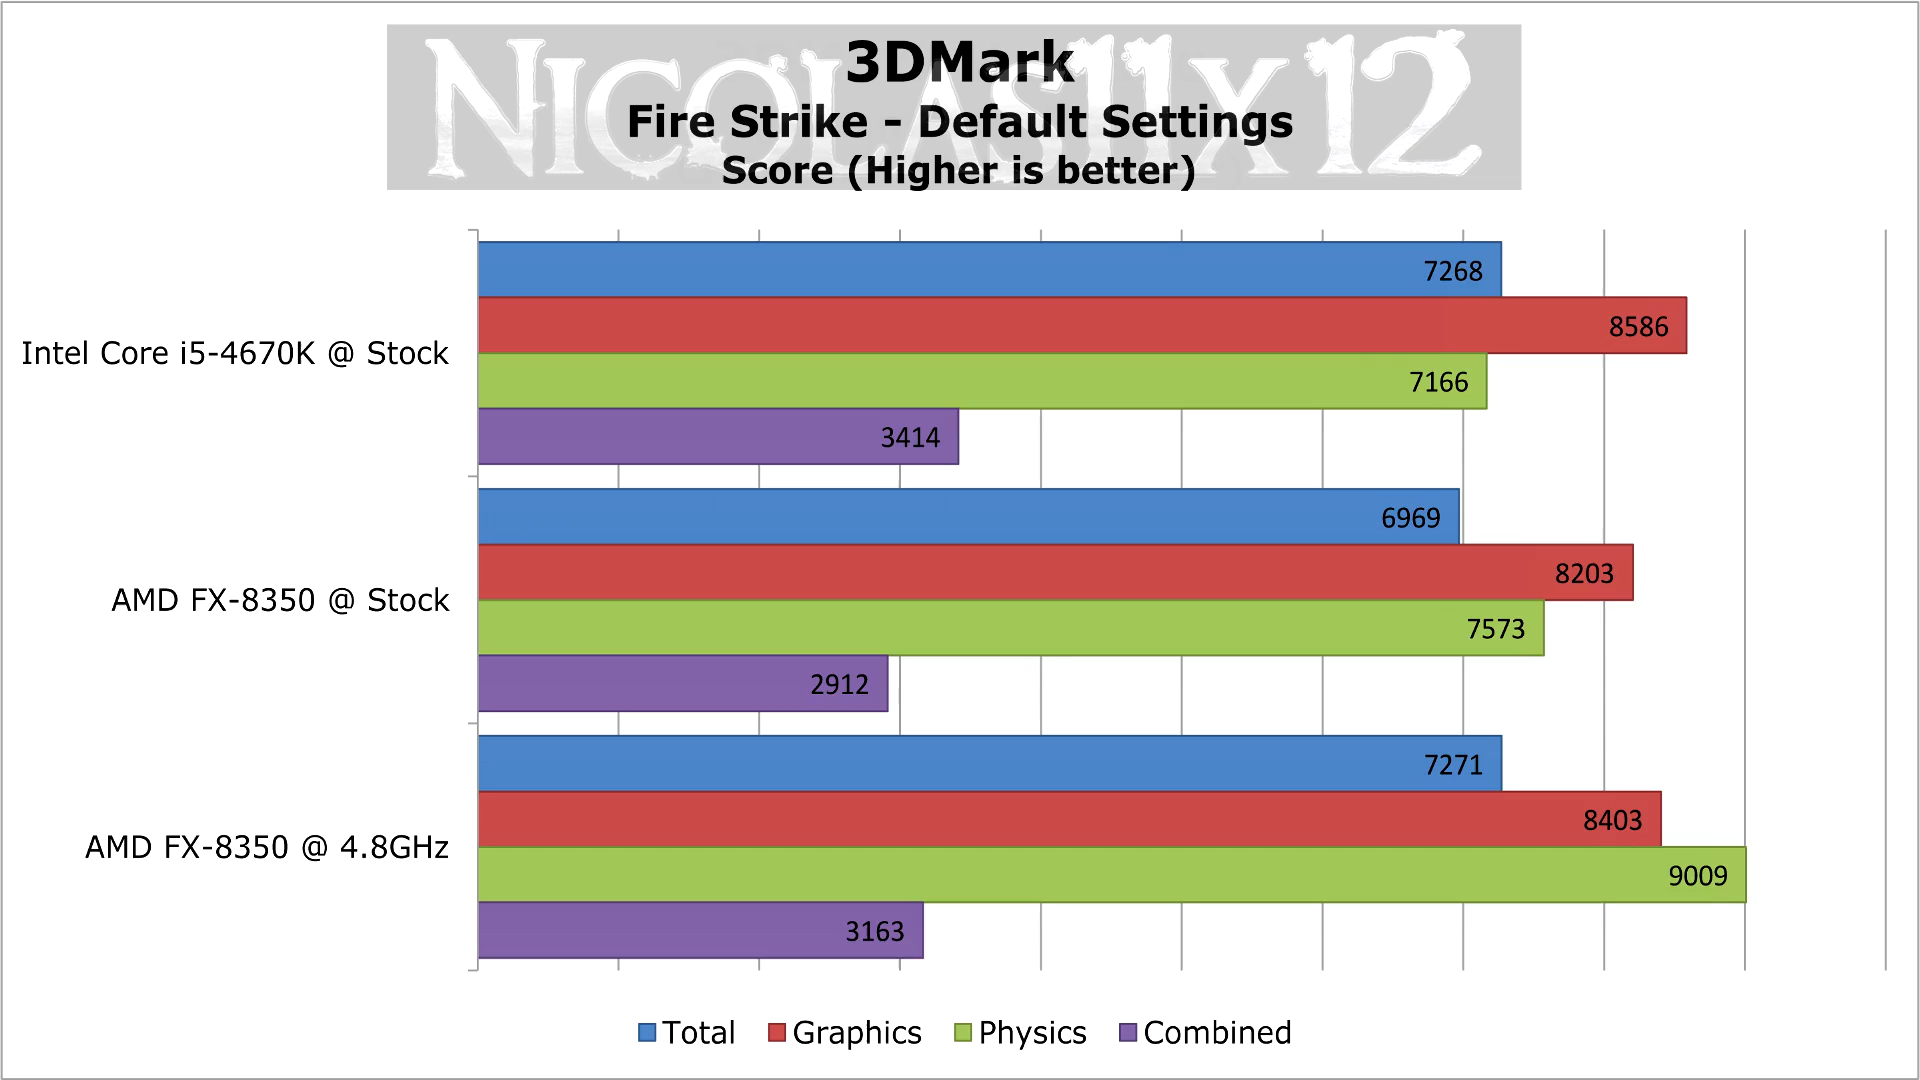 NICOLAS11X12
3DMark
Fire Strike - Default Settings
Score (Higher is better)
7268
8586
Intel Core i5-4670K @ Stock
7166
3414
6969
8203
AMD FX-8350 @ Stock
7573
2912
7271
8403
AMD FX-8350 @ 4.8GHz
9009
3163
Total Graphics Physics Combined